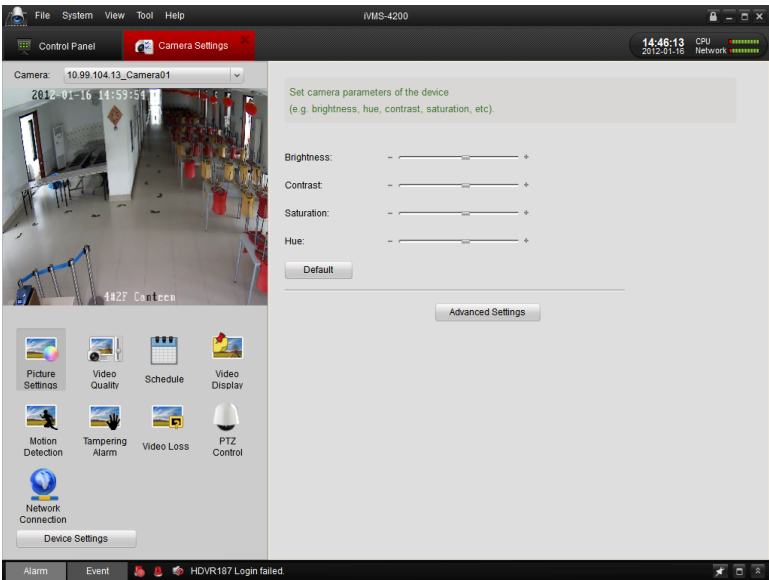 File System View Tool Help
iVMS-4200
Control Panel
Camera Settings
14:46:13
2012-01-16
CPU
Network
Camera: 10.99.104.13_Camera01
2012-01-16 14:59:54
4#2F Canteen
Set camera parameters of the device
(e.g. brightness, hue, contrast, saturation, etc).
Brightness: - +
Contrast: - +
Saturation: - +
Hue: - +
Default
Advanced Settings
Picture
Settings
Video
Quality
Schedule
Video
Display
Motion
Detection
Tampering
Alarm
Video Loss
PTZ
Control
Network
Connection
Device Settings
Alarm
Event
HDVR187 Login failed.